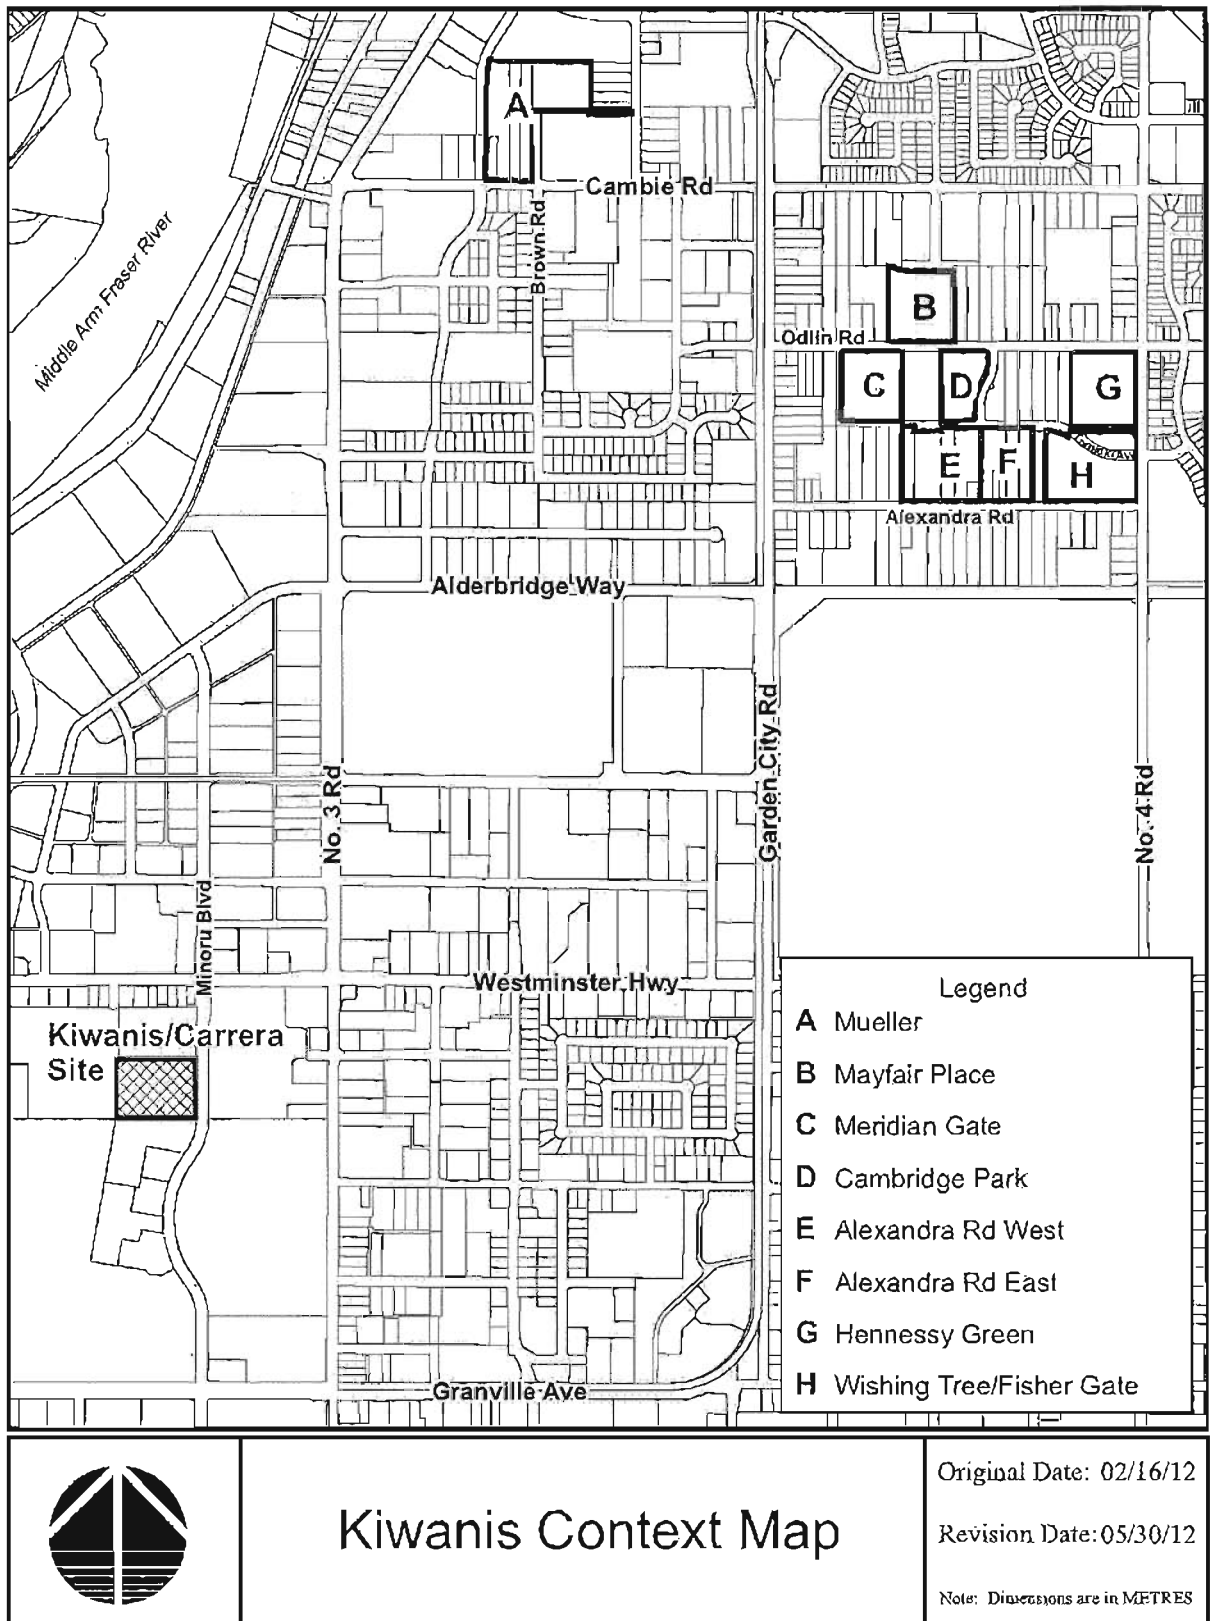 A
Cambie Rd
Brown Rd
Middle Arm Fraser River
B
Odlin Rd
C
D
G
E
F
H
Alexandra Rd
Alderbridge Way
Garden City Rd
No. 3 Rd
No. 4 Rd
Minoru Blvd
Westminster Hwy
Kiwanis/Carrera
Site
Granville Ave
Legend
A Mueller
B Mayfair Place
C Meridian Gate
D Cambridge Park
E Alexandra Rd West
F Alexandra Rd East
G Hennessy Green
H Wishing Tree/Fisher Gate
Kiwanis Context Map
Original Date: 02/16/12
Revision Date: 05/30/12
Note: Dimensions are in METRES